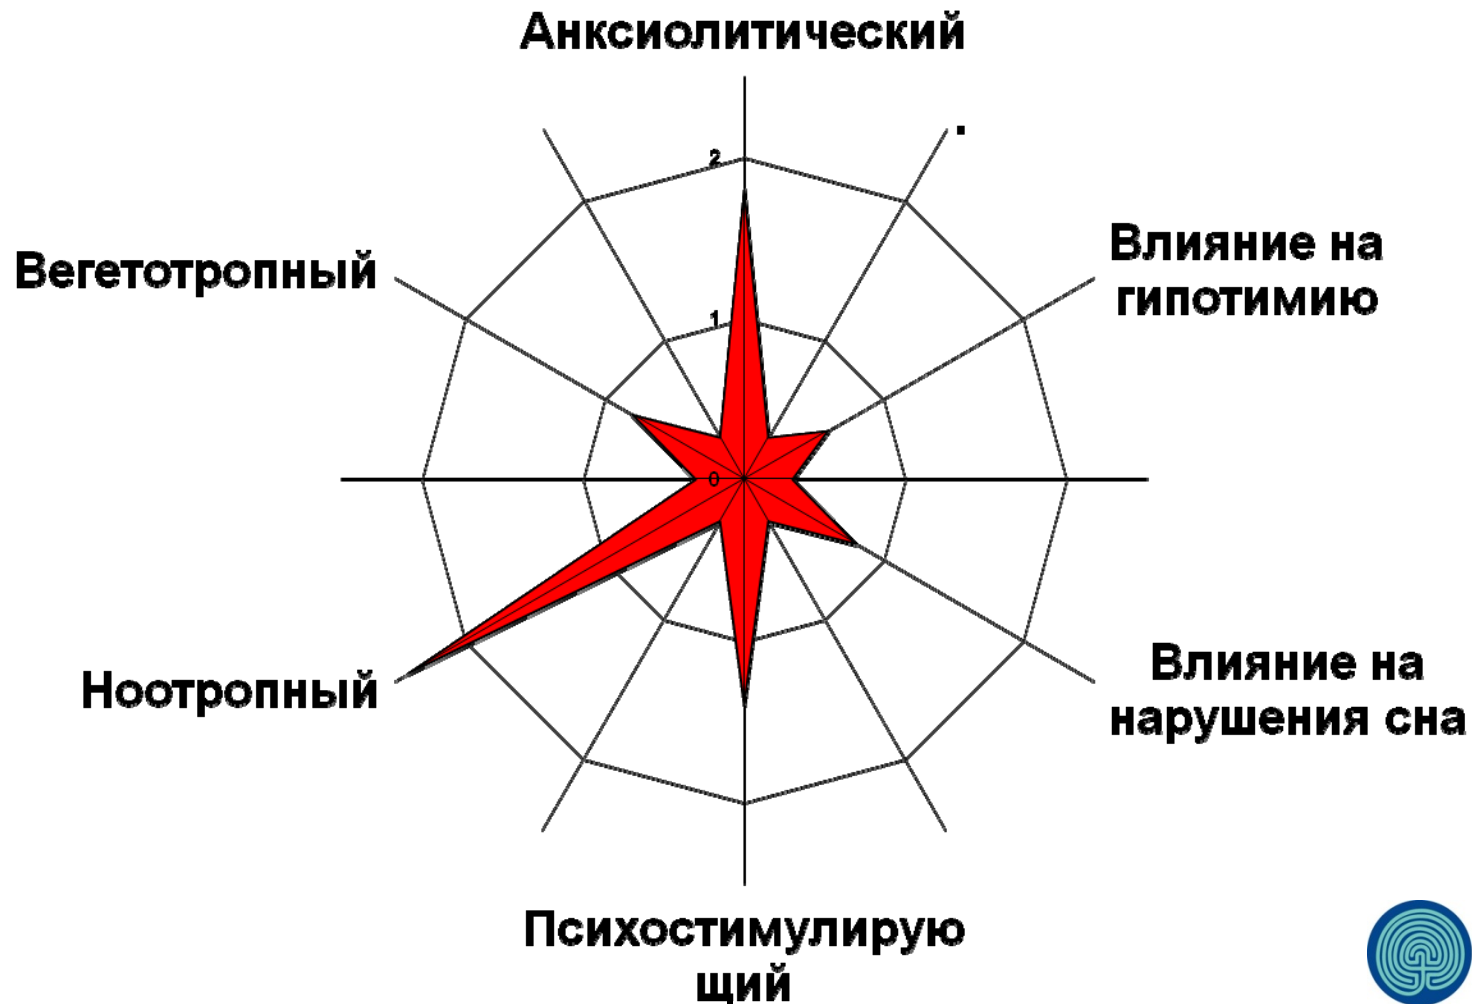 Анксиолитический
.
2
Влияние на
гипотимию
Вегетотропный
1
0
Влияние на
нарушения сна
Ноотропный
Психостимулирую
щий